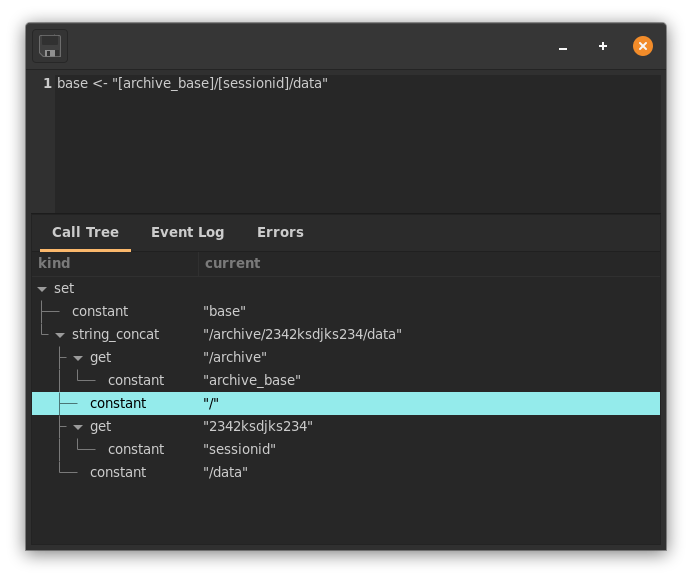 1 base <- "[archive_base]/[sessionid]/data"
Call Tree Event Log Errors
kind current
set
constant "base"
string_concat "/archive/2342ksdjks234/data"
get "/archive"
constant "archive_base"
constant "/"
get "2342ksdjks234"
constant "sessionid"
constant "/data"